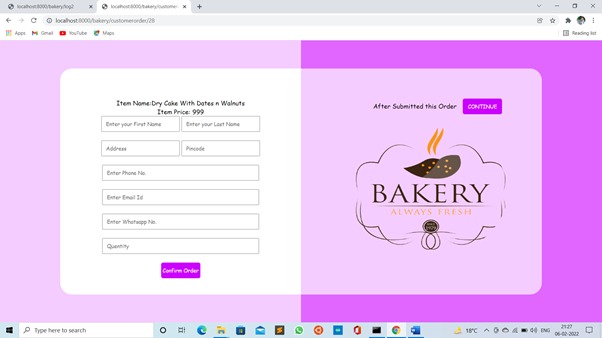 localhost:8000/bakery/log2
localhost:8000/bakery/customeror
localhost:8000/bakery/customerorder/28
Apps
Gmail
YouTube
Maps
Reading list
Item Name:Dry Cake With Dates n Walnuts
Item Price: 999
Enter your First Name
Enter your Last Name
Address
Pincode
Enter Phone No.
Enter Email Id
Enter Whatsapp No.
Quentity
Confirm Order
After Submitted this Order
CONTINUE
BAKERY
ALWAYS FRESH
Type here to search
18°C
ENG
21:27
06-02-2022